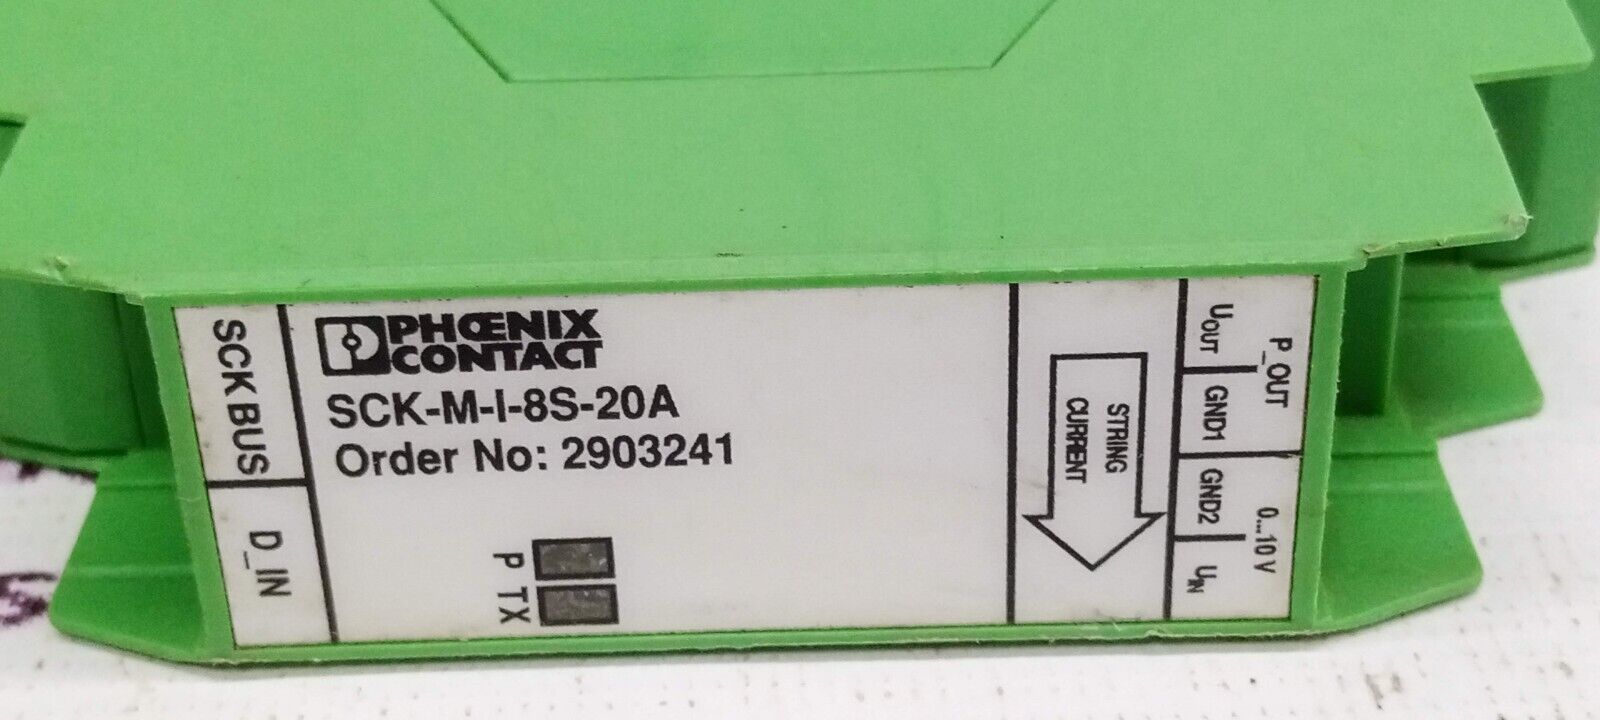 PHŒNIX
CONTACT
SCK-M-I-8S-20A
Order No: 2903241
SCK BUS
D_IN
P
TX
STRING
CURRENT
P_OUT
UOUT
GND1
GND2
0...10 V
UIN